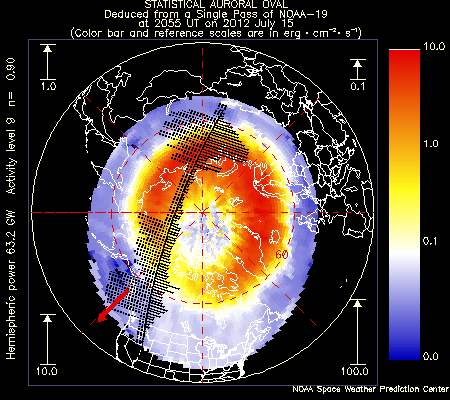 STATISTICAL AURORAL OVAL
Deduced from a Single Pass of NOAA-19
at 2055 UT on 2012 July 15
(Color bar and reference scales are in erg · cm⁻² · s⁻¹)
Hemispheric power 63.2 GW Activity level 9 n= 0.90
1.0
0.1
10.0
1.0
0.1
0.0
60
10.0
100.0
NOAA Space Weather Prediction Center